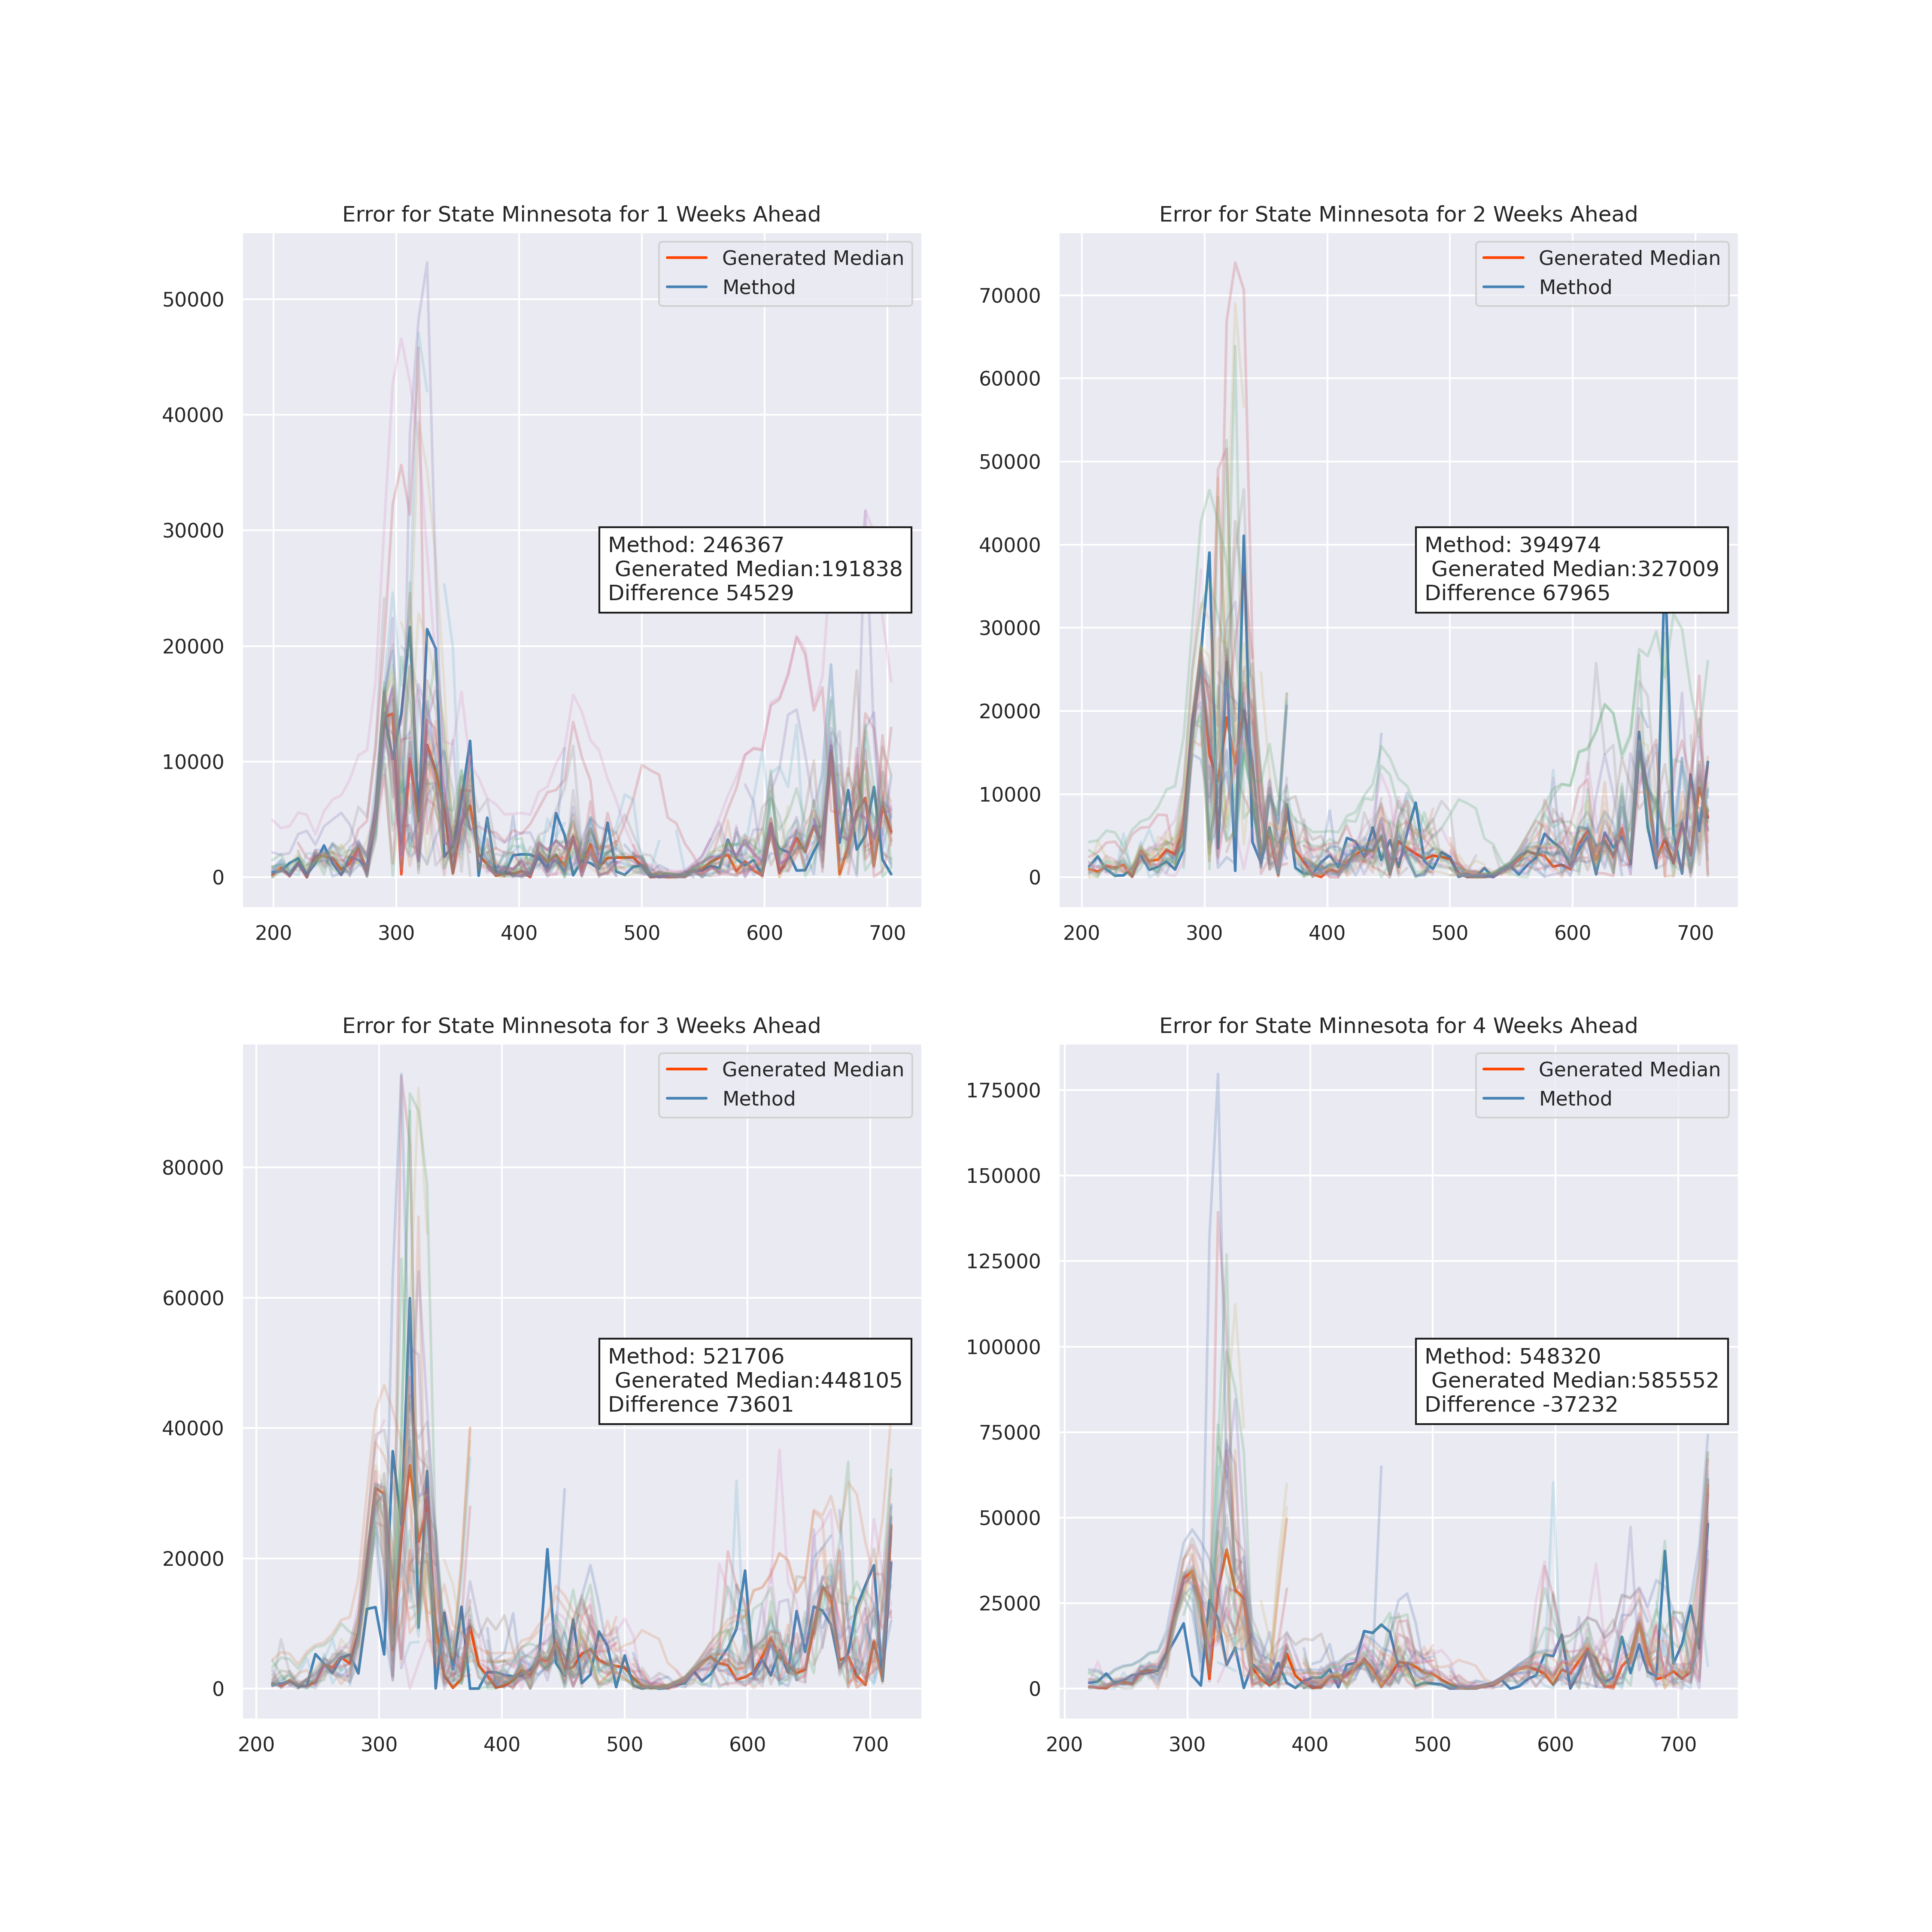 Error for State Minnesota for 1 Weeks Ahead
Generated Median
Method
50000
40000
30000
20000
10000
0
Method: 246367
Generated Median:191838
Difference 54529
200 300 400 500 600 700
Error for State Minnesota for 2 Weeks Ahead
Generated Median
Method
70000
60000
50000
40000
30000
20000
10000
0
Method: 394974
Generated Median:327009
Difference 67965
200 300 400 500 600 700
Error for State Minnesota for 3 Weeks Ahead
Generated Median
Method
80000
60000
40000
20000
0
Method: 521706
Generated Median:448105
Difference 73601
200 300 400 500 600 700
Error for State Minnesota for 4 Weeks Ahead
Generated Median
Method
175000
150000
125000
100000
75000
50000
25000
0
Method: 548320
Generated Median:585552
Difference -37232
200 300 400 500 600 700